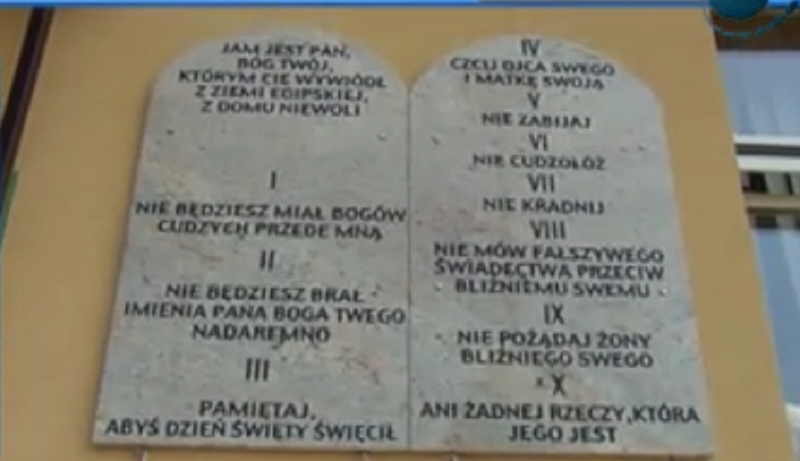 JAM JEST PAN,
BÓG TWÓJ,
KTÓRYM CIĘ WYWIÓDŁ
Z ZIEMI EGIPSKIEJ,
Z DOMU NIEWOLI
I
NIE BĘDZIESZ MIAŁ BOGÓW
CUDZYCH PRZEDE MNĄ
II
NIE BĘDZIESZ BRAŁ
IMIENIA PANA BOGA TWEGO
NADAREMNO
III
PAMIĘTAJ,
ABYŚ DZIEŃ ŚWIĘTY ŚWIĘCIŁ
IV
CZCIJ OJCA SWEGO
I MATKĘ SWOJĄ
V
NIE ZABIJAJ
VI
NIE CUDZOŁÓŻ
VII
NIE KRADNIJ
VIII
NIE MÓW FAŁSZYWEGO
ŚWIADECTWA PRZECIW
BLIŹNIEMU SWEMU
IX
NIE POŻĄDAJ ŻONY
BLIŹNIEGO SWEGO
X
ANI ŻADNEJ RZECZY, KTÓRA
JEGO JEST